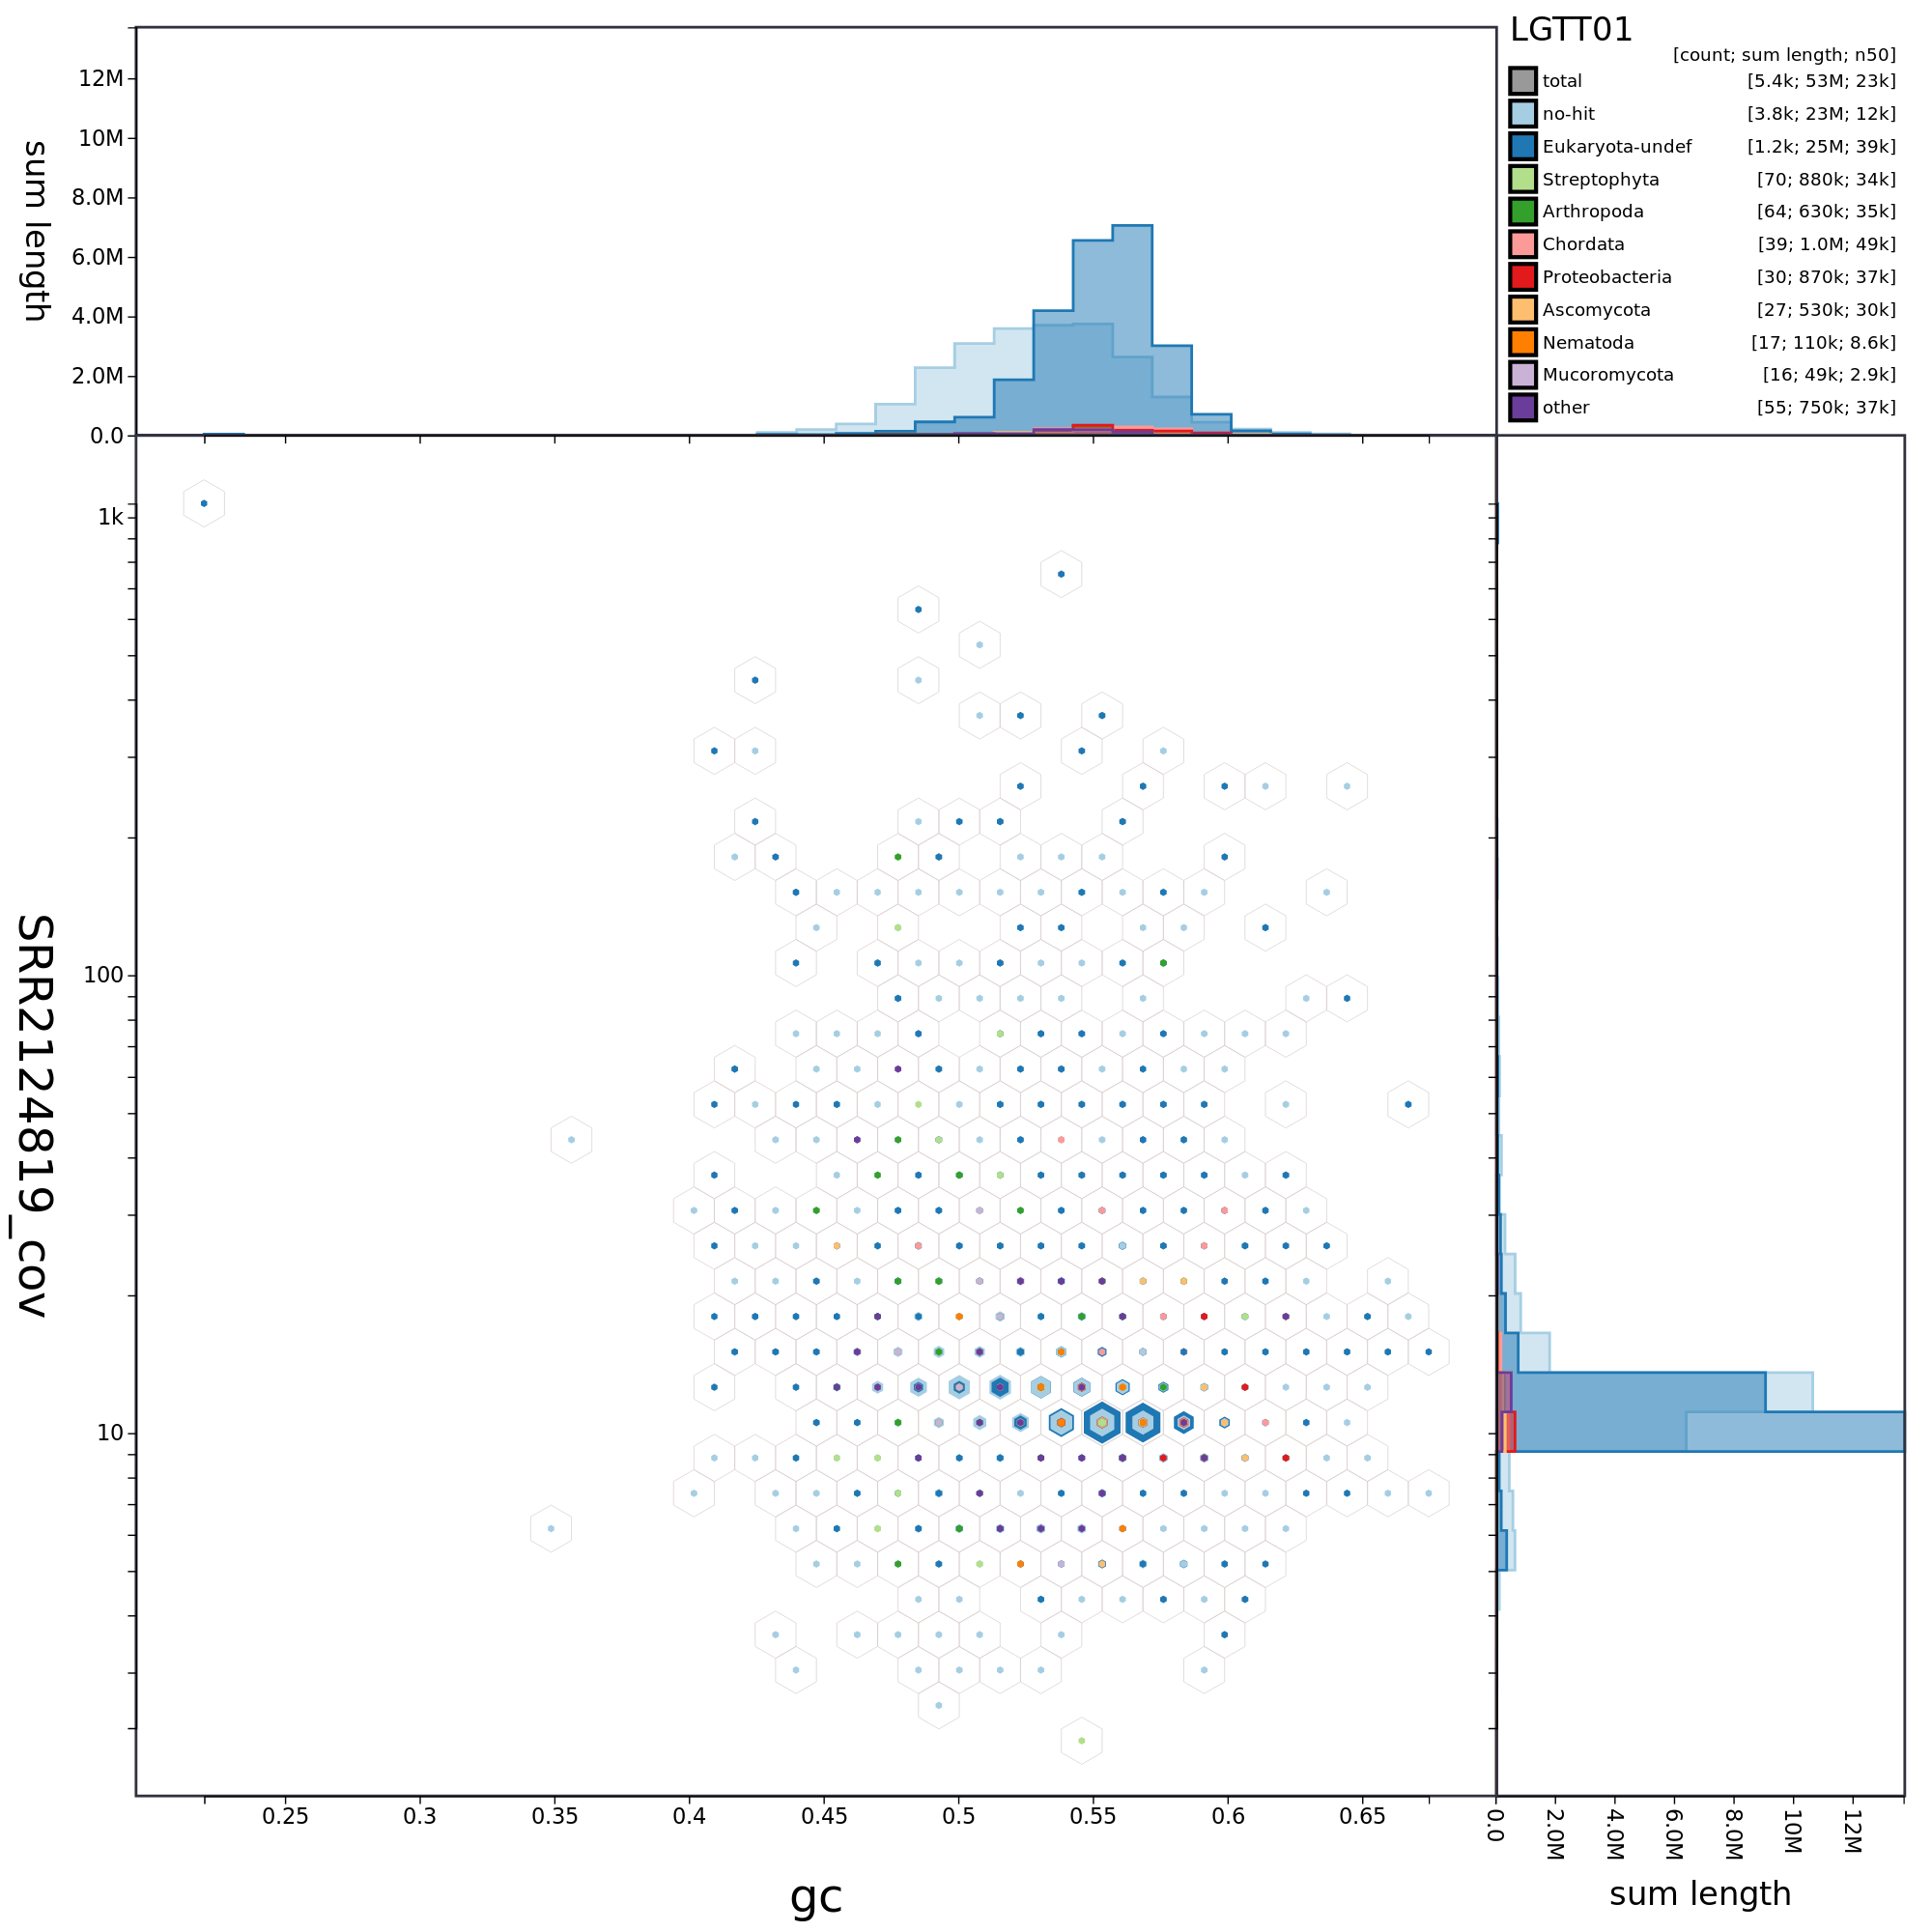 LGTT01
[count; sum length; n50]
total [5.4k; 53M; 23k]
no-hit [3.8k; 23M; 12k]
Eukaryota-undef [1.2k; 25M; 39k]
Streptophyta [70; 880k; 34k]
Arthropoda [64; 630k; 35k]
Chordata [39; 1.0M; 49k]
Proteobacteria [30; 870k; 37k]
Ascomycota [27; 530k; 30k]
Nematoda [17; 110k; 8.6k]
Mucoromycota [16; 49k; 2.9k]
other [55; 750k; 37k]
sum length
12M
10M
8.0M
6.0M
4.0M
2.0M
0.0
SRR2124819_cov
1k
100
10
0.25 0.3 0.35 0.4 0.45 0.5 0.55 0.6 0.65
gc
0.0 2.0M 4.0M 6.0M 8.0M 10M 12M
sum length